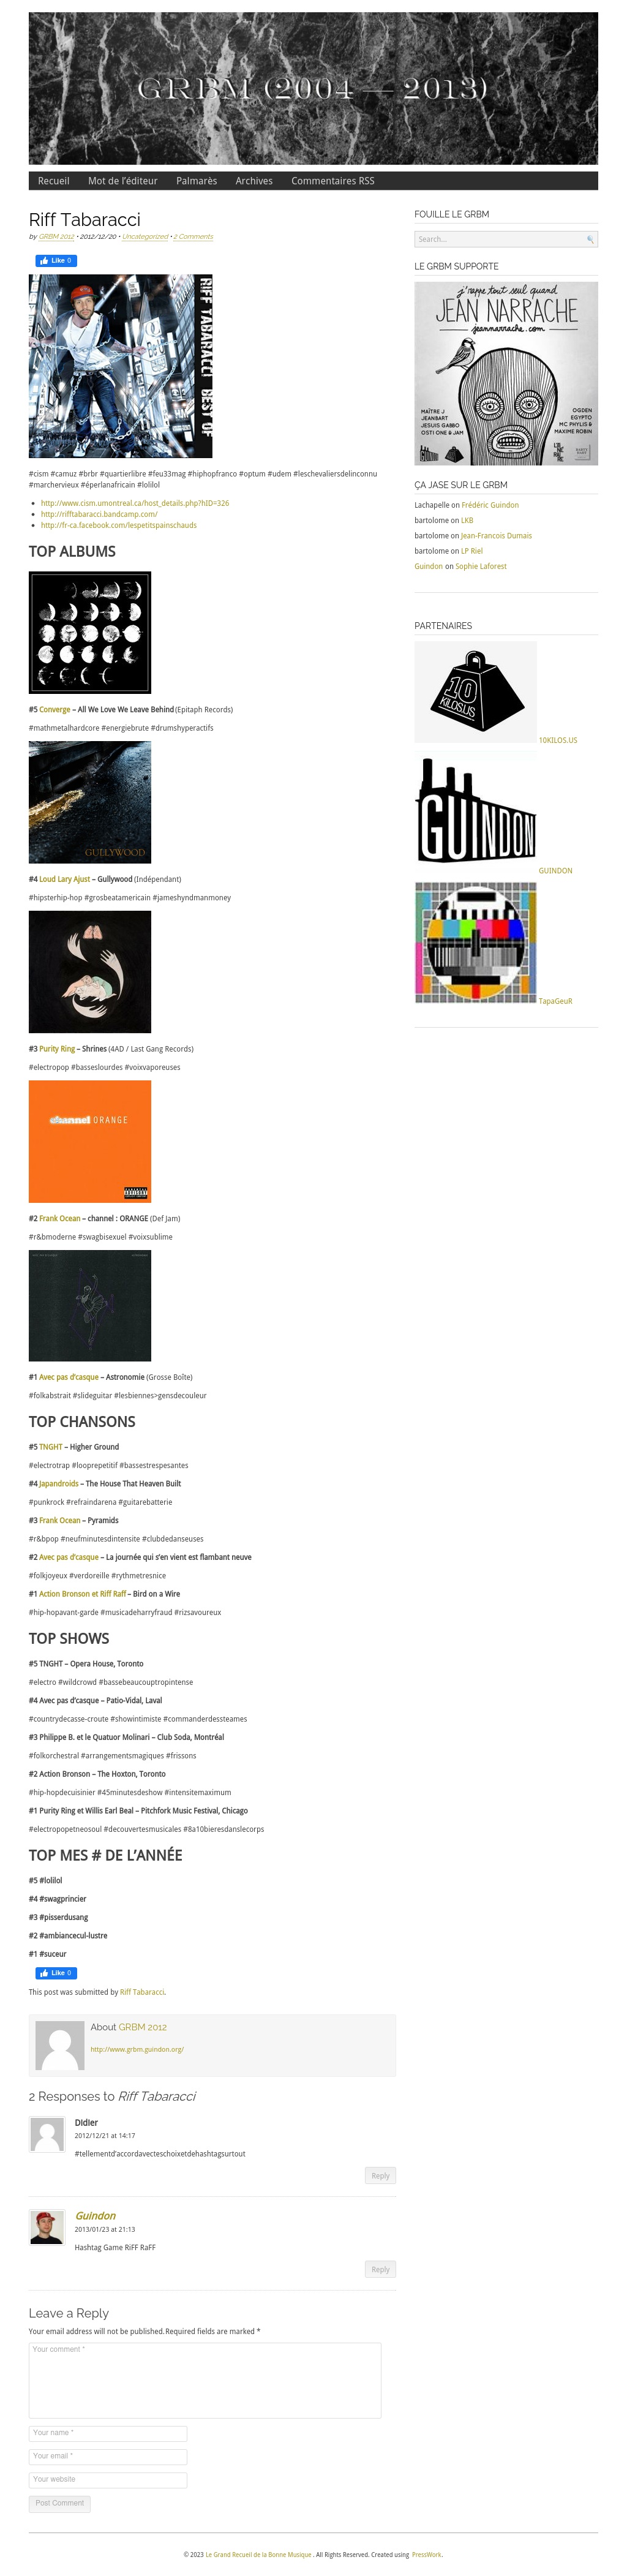 GRBM (2004 — 2013)
Recueil Mot de l'éditeur Palmarès Archives Commentaires RSS
Riff Tabaracci
by GRBM 2012 • 2012/12/20 • Uncategorized • 2 Comments
Like 0
RIFF TABARACCI BEST OF
#cism #camuz #brbr #quartierlibre #feu33mag #hiphopfranco #optum #udem #leschevaliersdelinconnu
#marchervieux #éperlanafricain #lolilol
http://www.cism.umontreal.ca/host_details.php?hID=326
http://rifftabaracci.bandcamp.com/
http://fr-ca.facebook.com/lespetitspainschauds
TOP ALBUMS
#5 Converge – All We Love We Leave Behind (Epitaph Records)
#mathmetalhardcore #energiebrute #drumshyperactifs
GULLYWOOD
#4 Loud Lary Ajust – Gullywood (Indépendant)
#hipsterhip-hop #grosbeatamericain #jameshyndmanmoney
#3 Purity Ring – Shrines (4AD / Last Gang Records)
#electropop #basseslourdes #voixvaporeuses
channel ORANGE
#2 Frank Ocean – channel : ORANGE (Def Jam)
#r&bmoderne #swagbisexuel #voixsublime
#1 Avec pas d'casque – Astronomie (Grosse Boîte)
#folkabstrait #slideguitar #lesbiennes>gensdecouleur
TOP CHANSONS
#5 TNGHT – Higher Ground
#electrotrap #looprepetitif #bassestrespesantes
#4 Japandroids – The House That Heaven Built
#punkrock #refraindarena #guitarebatterie
#3 Frank Ocean – Pyramids
#r&bpop #neufminutesdintensite #clubdedanseuses
#2 Avec pas d'casque – La journée qui s'en vient est flambant neuve
#folkjoyeux #verdoreille #rythmetresnice
#1 Action Bronson et Riff Raff – Bird on a Wire
#hip-hopavant-garde #musicadeharryfraud #rizsavoureux
TOP SHOWS
#5 TNGHT – Opera House, Toronto
#electro #wildcrowd #bassebeaucouptropintense
#4 Avec pas d'casque – Patio-Vidal, Laval
#countrydecasse-croute #showintimiste #commanderdessteames
#3 Philippe B. et le Quatuor Molinari – Club Soda, Montréal
#folkorchestral #arrangementsmagiques #frissons
#2 Action Bronson – The Hoxton, Toronto
#hip-hopdecuisinier #45minutesdeshow #intensitemaximum
#1 Purity Ring et Willis Earl Beal – Pitchfork Music Festival, Chicago
#electropopetneosoul #decouvertesmusicales #8a10bieresdanslecorps
TOP MES # DE L'ANNÉE
#5 #lolilol
#4 #swagprincier
#3 #pisserdusang
#2 #ambiancecul-lustre
#1 #suceur
Like 0
This post was submitted by Riff Tabaracci.
About GRBM 2012
http://www.grbm.guindon.org/
2 Responses to Riff Tabaracci
Didier
2012/12/21 at 14:17
#tellementd'accordavecteschoixetdehashtagsurtout
Reply
Guindon
2013/01/23 at 21:13
Hashtag Game RiFF RaFF
Reply
Leave a Reply
Your email address will not be published. Required fields are marked *
Your comment *
Your name *
Your email *
Your website
Post Comment
FOUILLE LE GRBM
Search...
LE GRBM SUPPORTE
j'rappe tout seul quand
JEAN NARRACHE
jeannarrache.com
MAITRE J
JEANBART
JESUIS GABBO
OSTI ONE & JAM
OGDEN
EGYPTO
MC PHYLIS &
MAXIME ROBIN
ÇA JASE SUR LE GRBM
Lachapelle on Frédéric Guindon
bartolome on LKB
bartolome on Jean-Francois Dumais
bartolome on LP Riel
Guindon on Sophie Laforest
PARTENAIRES
10
KILOS.US
10KILOS.US
GUINDON
GUINDON
TapaGeuR
© 2023 Le Grand Recueil de la Bonne Musique . All Rights Reserved. Created using PressWork.